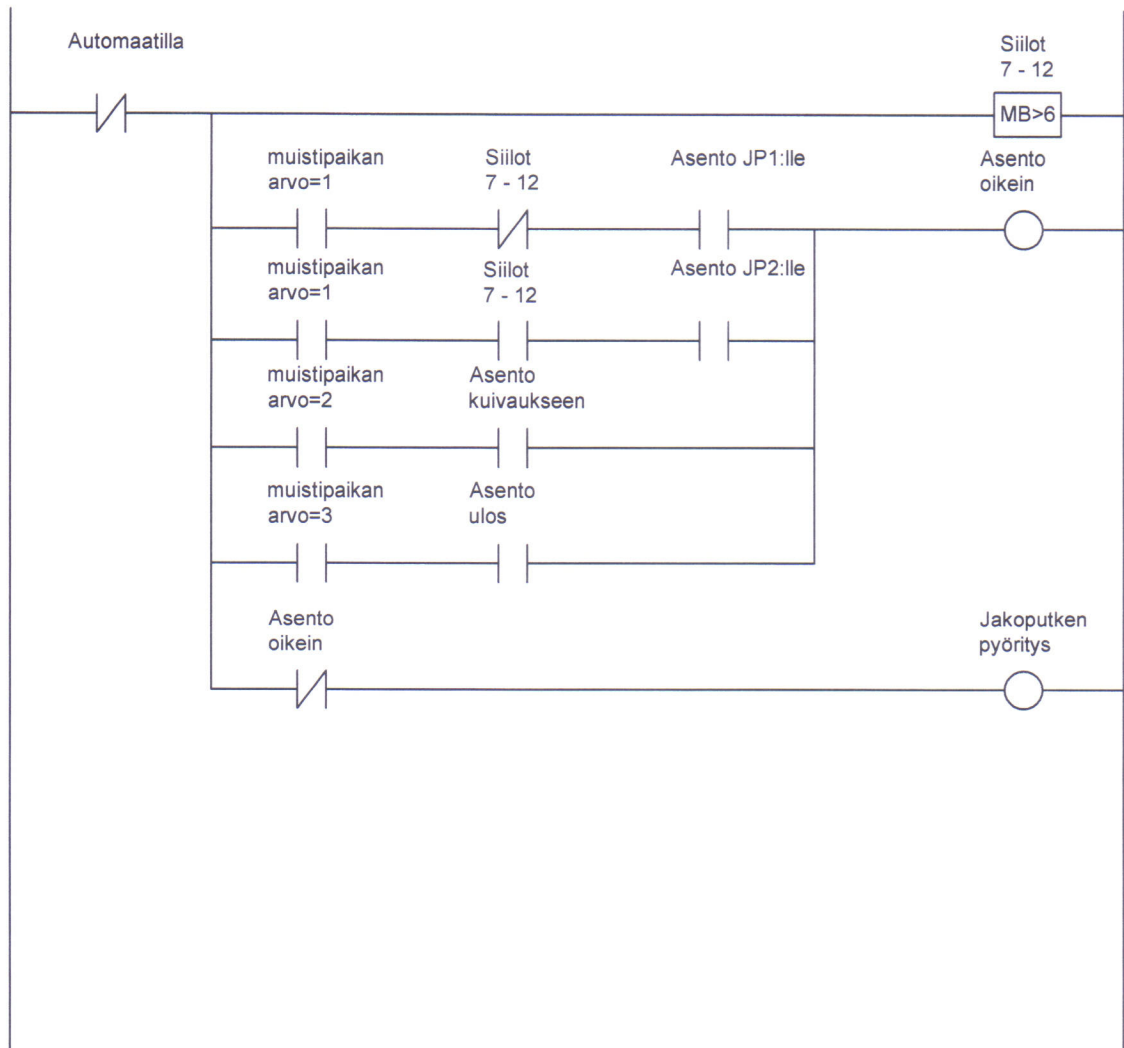 Automaatilla
Siilot
7 - 12
MB>6
muistipaikan
arvo=1
Siilot
7 - 12
Asento JP1:lle
Asento
oikein
muistipaikan
arvo=1
Siilot
7 - 12
Asento JP2:lle
muistipaikan
arvo=2
Asento
kuivaukseen
muistipaikan
arvo=3
Asento
ulos
Asento
oikein
Jakoputken
pyöritys